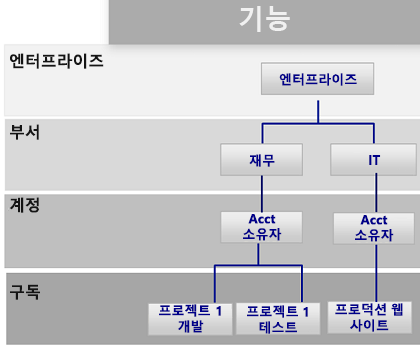 기능
엔터프라이즈
엔터프라이즈
부서
재무
IT
계정
Acct
소유자
Acct
소유자
구독
프로젝트 1
개발
프로젝트 1
테스트
프로덕션 웹
사이트